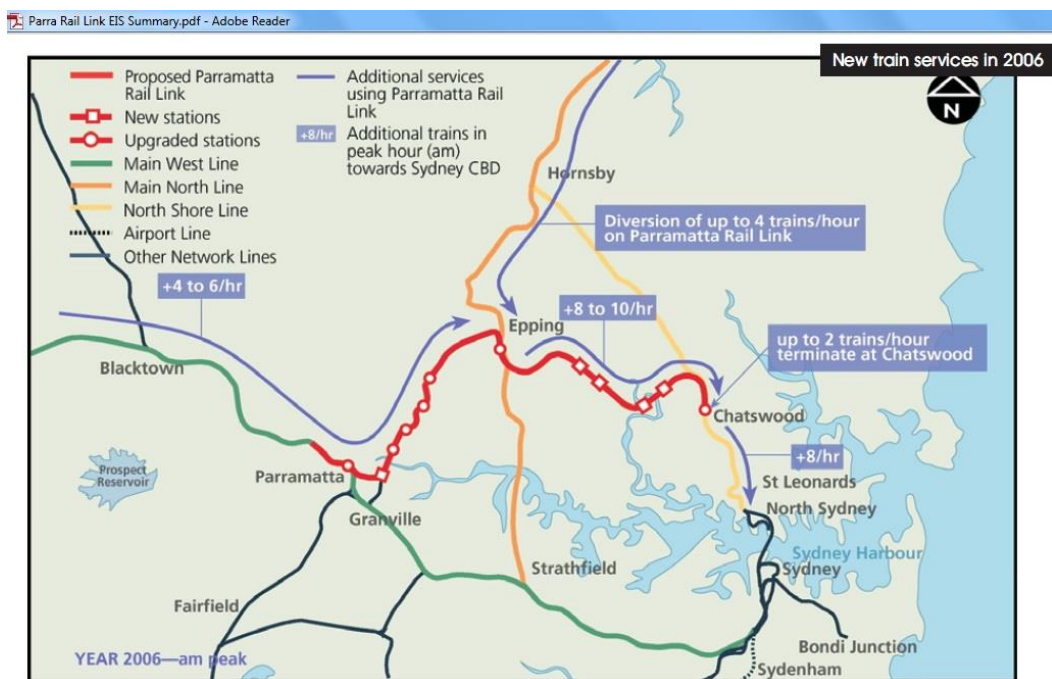 Parra Rail Link EIS Summary.pdf - Adobe Reader
New train services in 2006
Proposed Parramatta
Rail Link
New stations
Upgraded stations
Main West Line
Main North Line
North Shore Line
Airport Line
Other Network Lines
Additional services
using Parramatta Rail
Link
+8/hr
Additional trains in
peak hour (am)
towards Sydney CBD
N
Hornsby
Diversion of up to 4 trains/hour
on Parramatta Rail Link
+4 to 6/hr
Epping
+8 to 10/hr
up to 2 trains/hour
terminate at Chatswood
Blacktown
Chatswood
+8/hr
Prospect
Reservoir
Parramatta
St Leonards
Granville
North Sydney
Sydney Harbour
Strathfield
Sydney
Fairfield
Bondi Junction
YEAR 2006—am peak
Sydenham